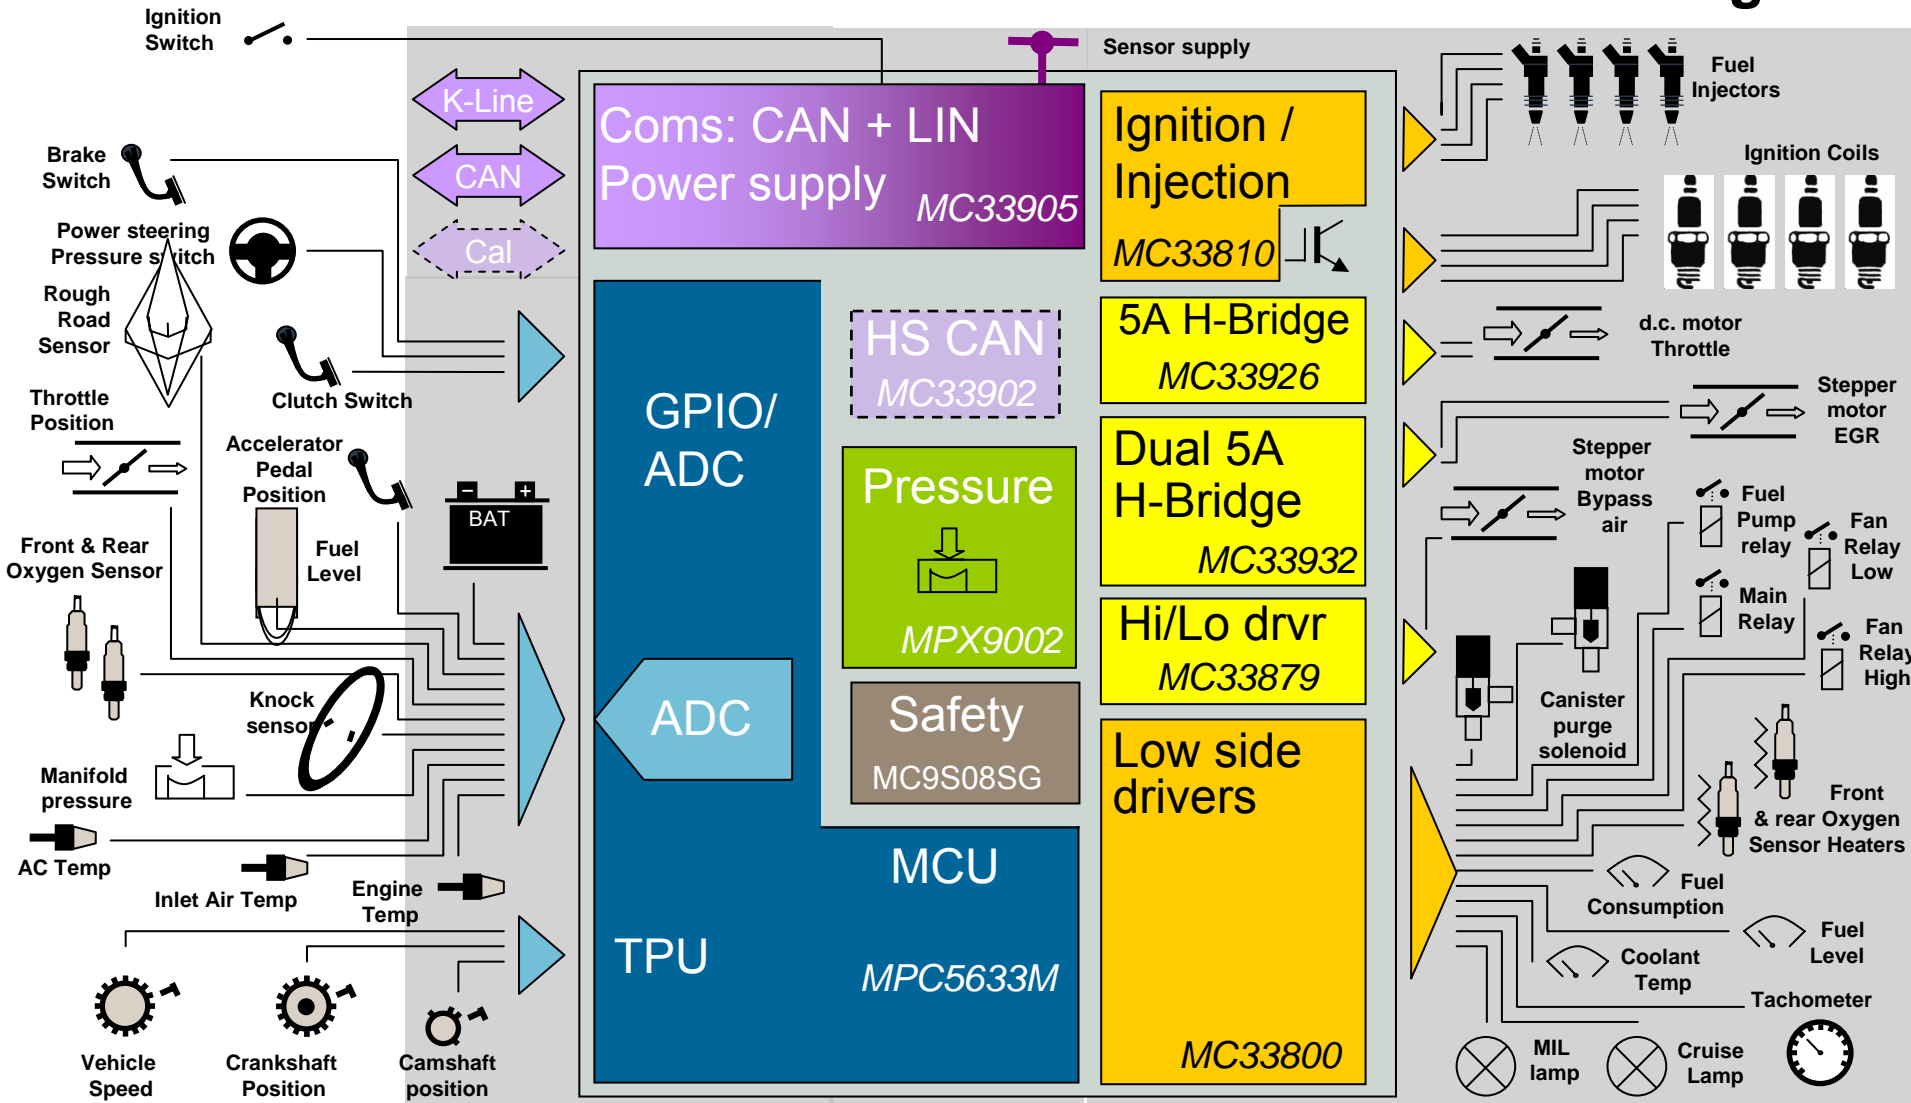 g
Ignition
Switch
Sensor supply
K-Line
CAN
Cal
Coms: CAN + LIN
Power supply
MC33905
Ignition /
Injection
MC33810
Fuel
Injectors
Ignition Coils
Brake
Switch
Power steering
Pressure switch
Rough
Road
Sensor
Clutch Switch
Throttle
Position
Accelerator
Pedal
Position
BAT
Fuel
Level
Front & Rear
Oxygen Sensor
Knock
sensor
Manifold
pressure
AC Temp
Inlet Air Temp
Engine
Temp
Vehicle
Speed
Crankshaft
Position
Camshaft
position
GPIO/
ADC
ADC
TPU
MCU
MPC5633M
HS CAN
MC33902
Pressure
MPX9002
Safety
MC9S08SG
5A H-Bridge
MC33926
Dual 5A
H-Bridge
MC33932
Hi/Lo drvr
MC33879
Low side
drivers
MC33800
d.c. motor
Throttle
Stepper
motor
EGR
Stepper
motor
Bypass
air
Fuel
Pump
relay
Fan
Relay
Low
Main
Relay
Fan
Relay
High
Canister
purge
solenoid
Front
& rear Oxygen
Sensor Heaters
Fuel
Consumption
Fuel
Level
Coolant
Temp
Tachometer
MIL
lamp
Cruise
Lamp